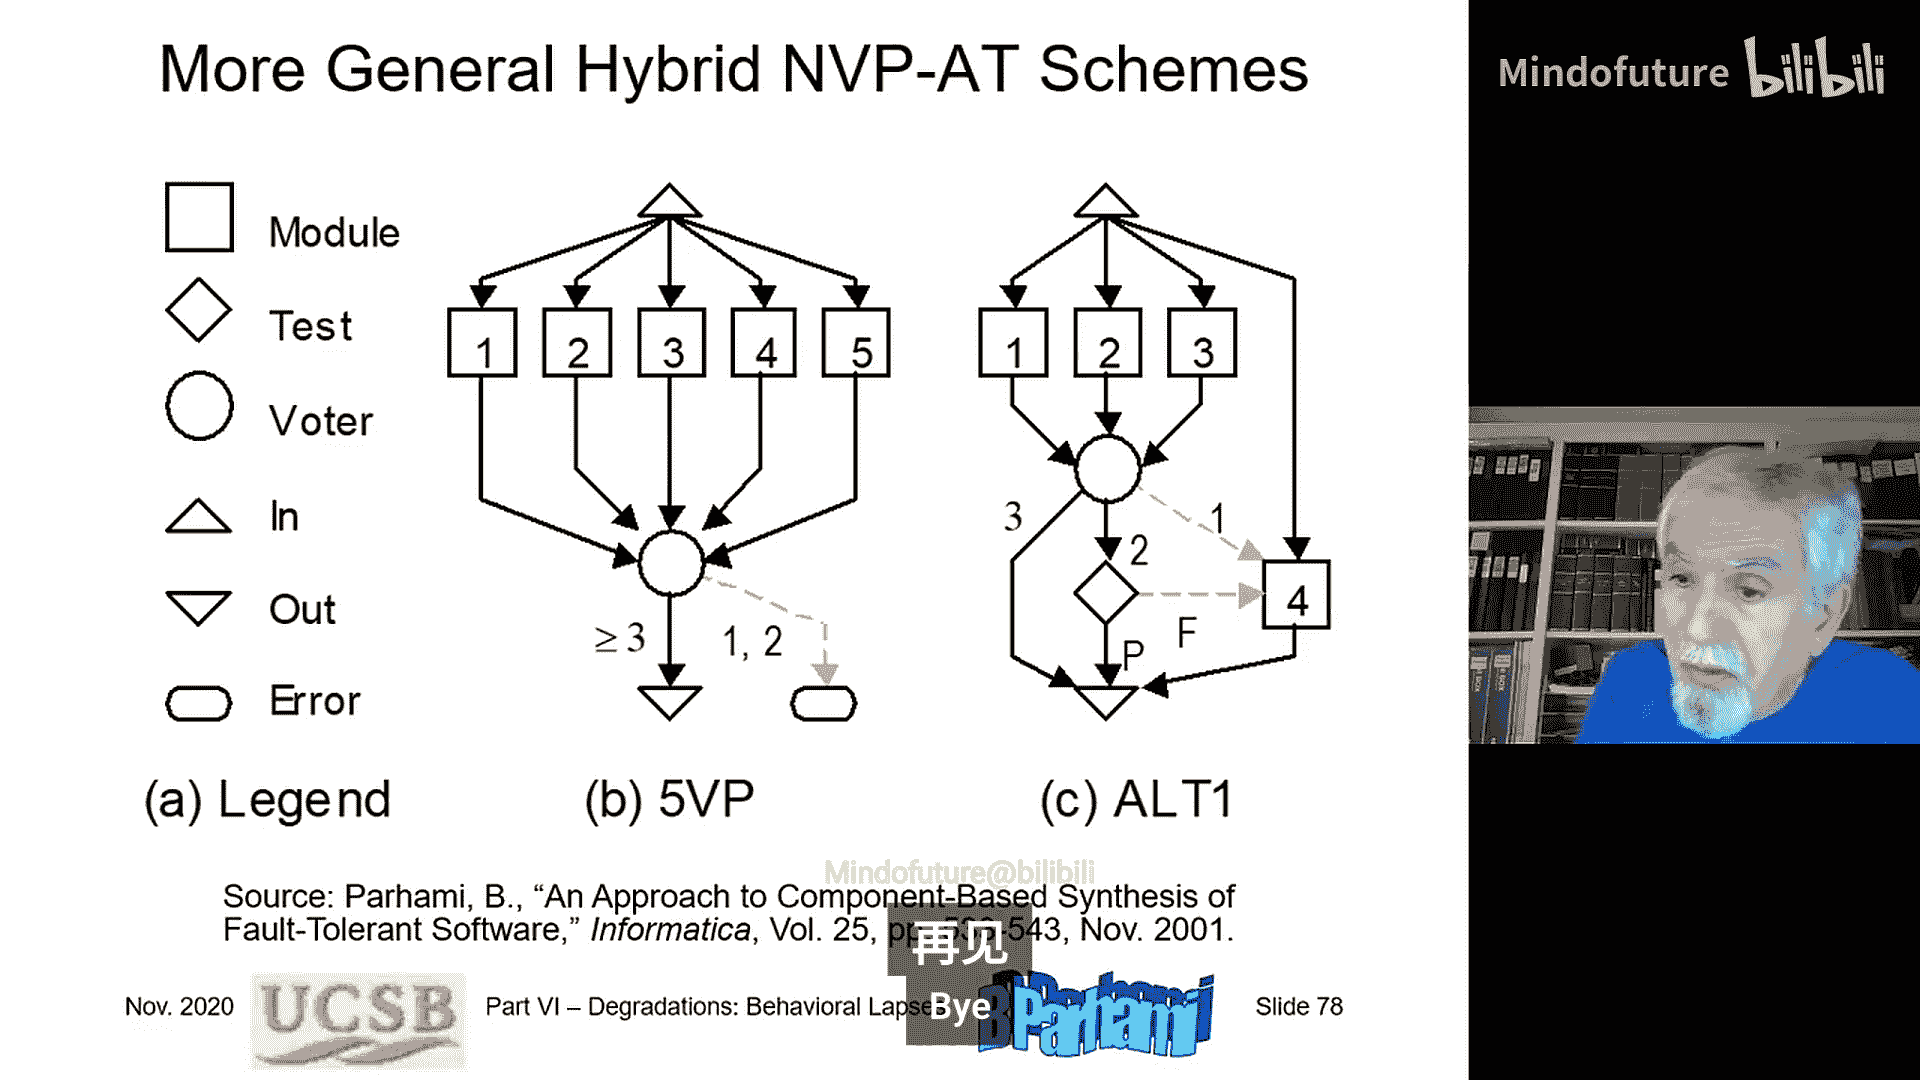 More General Hybrid NVP-AT Schemes
Mindofuture bilibili
Module
Test
Voter
In
Out
Error
1 2 3 4 5
≥3
1, 2
1 2 3
3
1
2
4
F
P
(a) Legend
(b) 5VP
(c) ALT1
Mindofuture@bilibili
Source: Parhami, B., “An Approach to Component-Based Synthesis of
Fault-Tolerant Software,” Informatica, Vol. 25, pp. 543, Nov. 2001.
再见
Bye
Nov. 2020
UCSB
Part VI – Degradations: Behavioral Lapse
B. Parhami
Slide 78